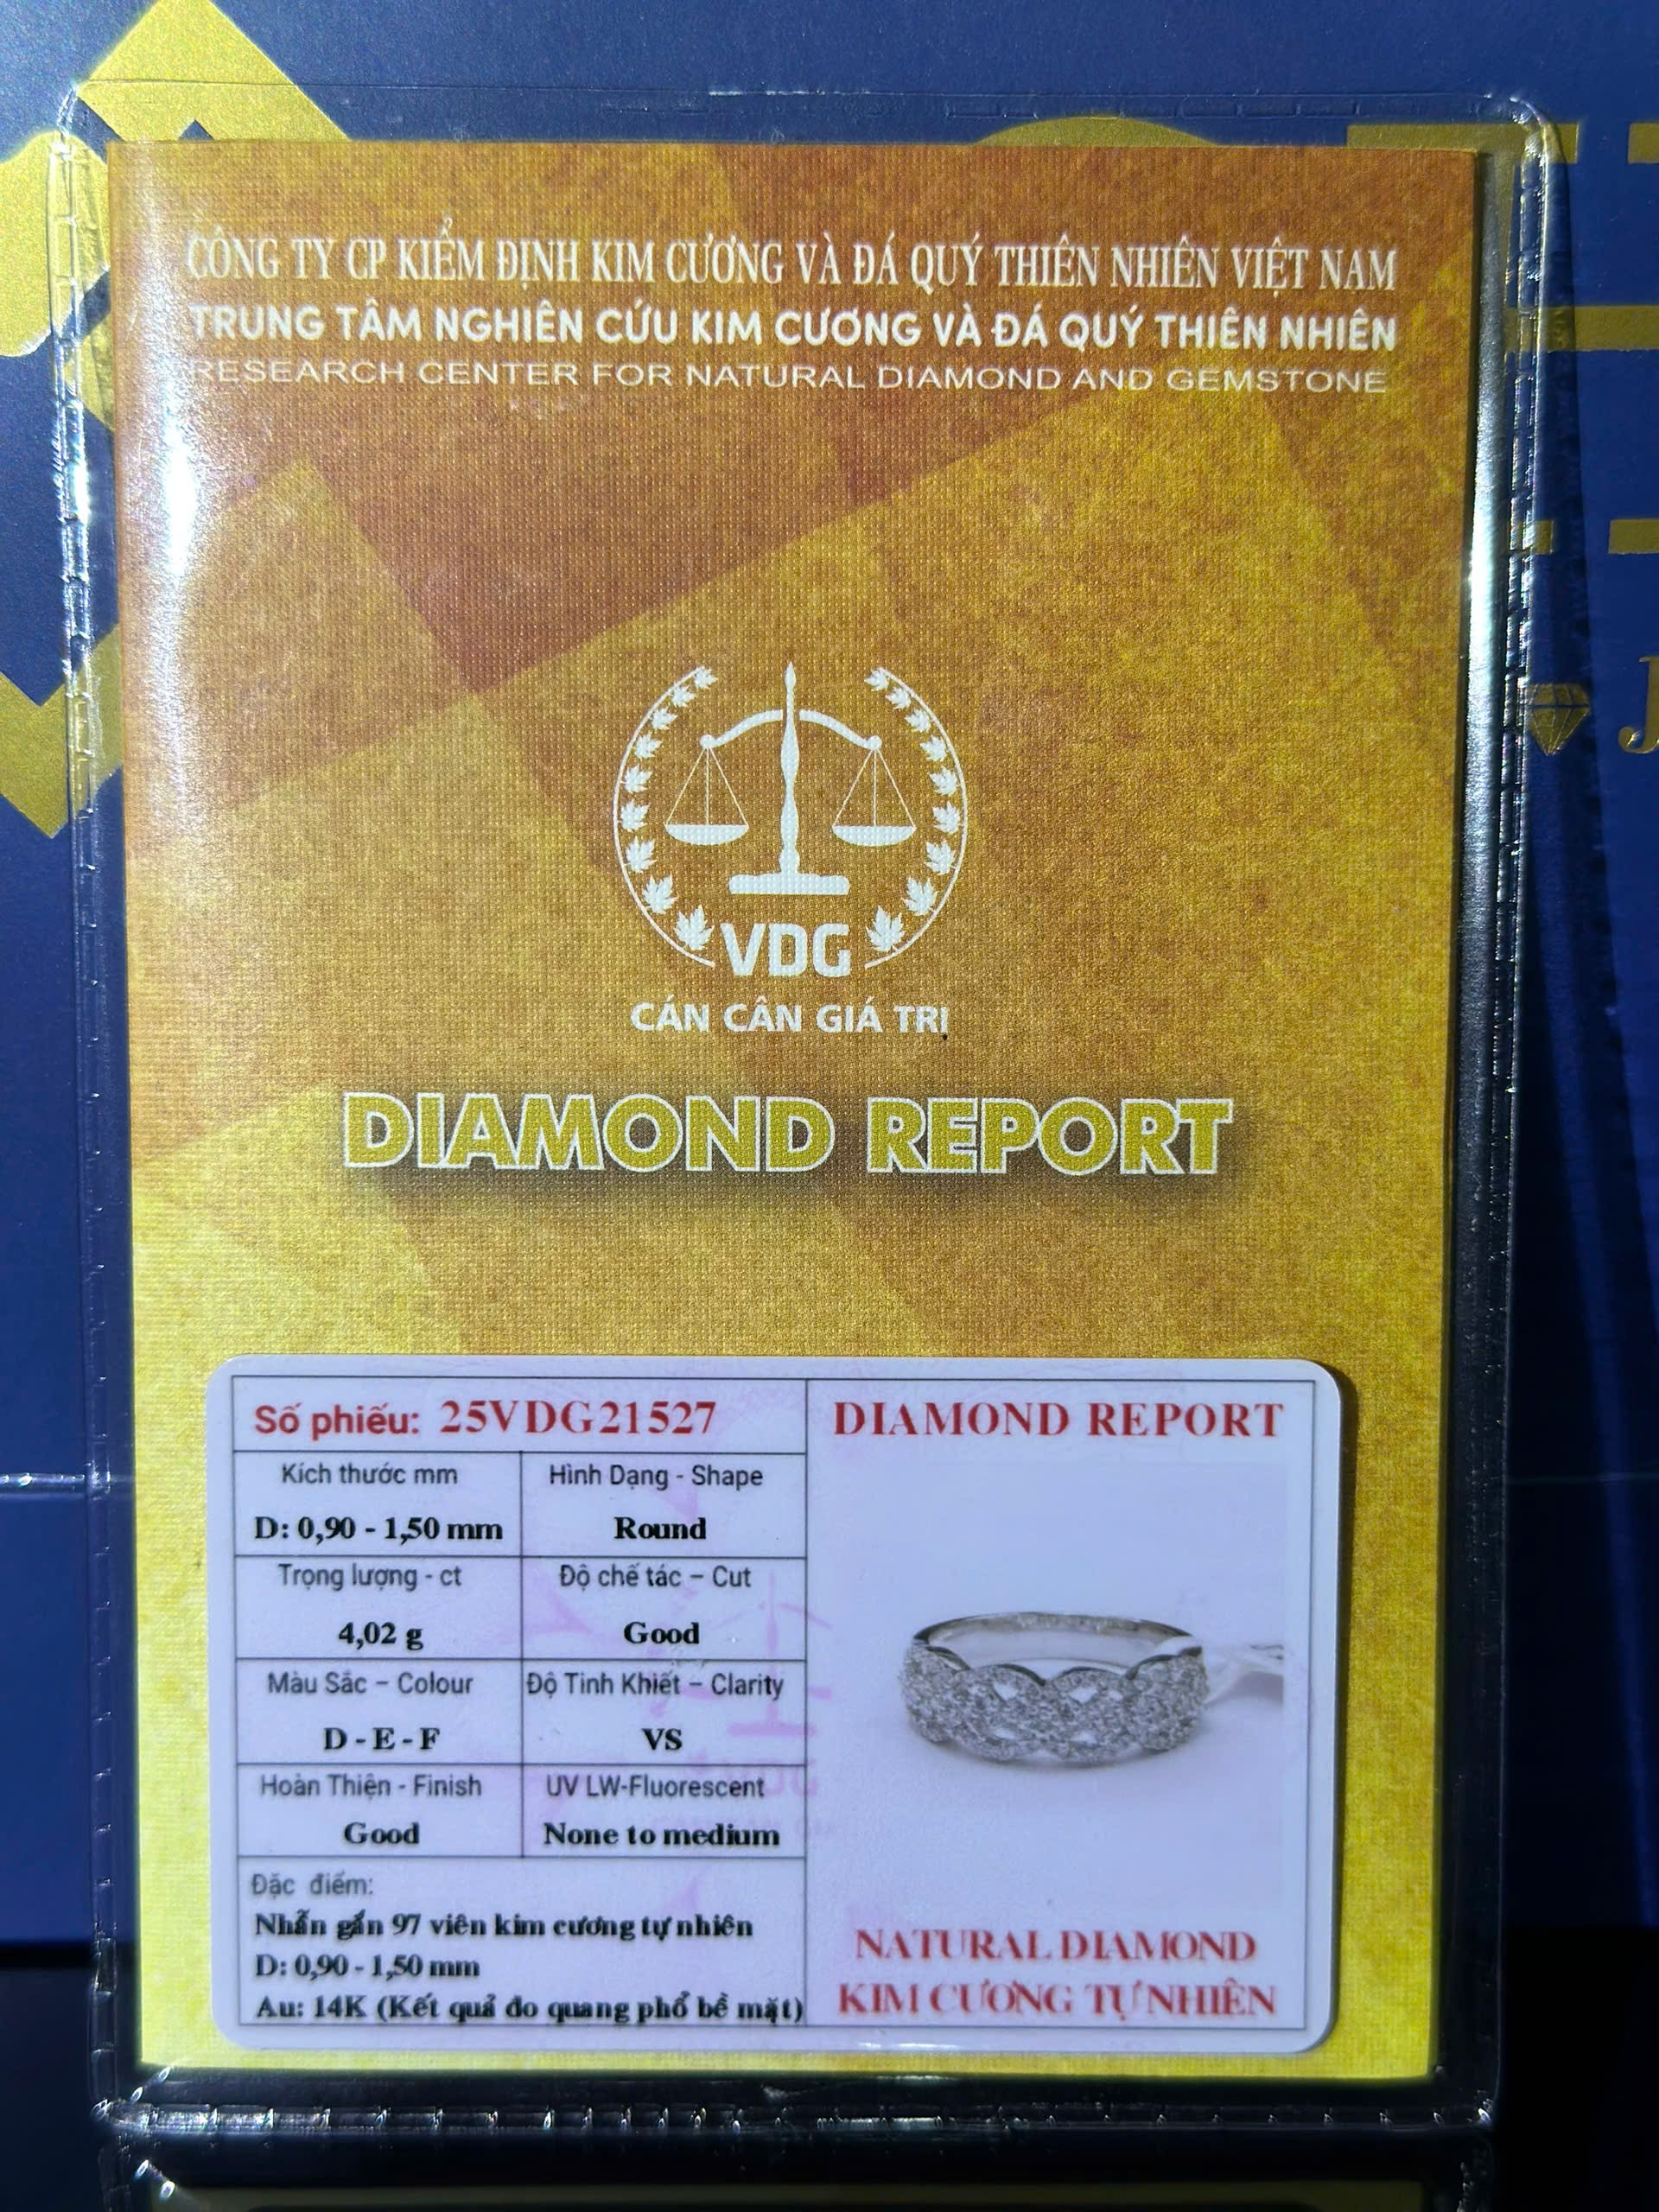 CÔNG TY CP KIỂM ĐỊNH KIM CƯƠNG VÀ ĐÁ QUÝ THIÊN NHIÊN VIỆT NAM
TRUNG TÂM NGHIÊN CỨU KIM CƯƠNG VÀ ĐÁ QUÝ THIÊN NHIÊN
RESEARCH CENTER FOR NATURAL DIAMOND AND GEMSTONE
VDG
CÁN CÂN GIÁ TRỊ
DIAMOND REPORT
Số phiếu: 25VDG21527
Kích thước mm
D: 0,90 - 1,50 mm
Hình Dạng - Shape
Round
Trọng lượng - ct
4,02 g
Độ chế tác – Cut
Good
Màu Sắc – Colour
D - E - F
Độ Tinh Khiết – Clarity
VS
Hoàn Thiện - Finish
Good
UV LW-Fluorescent
None to medium
Đặc điểm:
Nhẫn gắn 97 viên kim cương tự nhiên
D: 0,90 - 1,50 mm
Au: 14K (Kết quả đo quang phổ bề mặt)
DIAMOND REPORT
NATURAL DIAMOND
KIM CƯƠNG TỰ NHIÊN